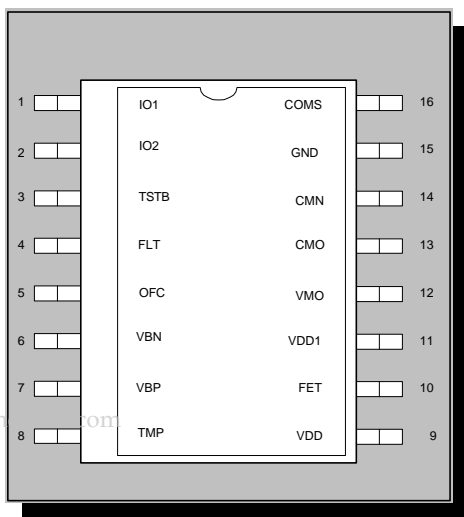 1 IO1 COMS 16
2 IO2 GND 15
3 TSTB CMN 14
4 FLT CMO 13
5 OFC VMO 12
6 VBN VDD1 11
7 VBP FET 10
8 TMP VDD 9